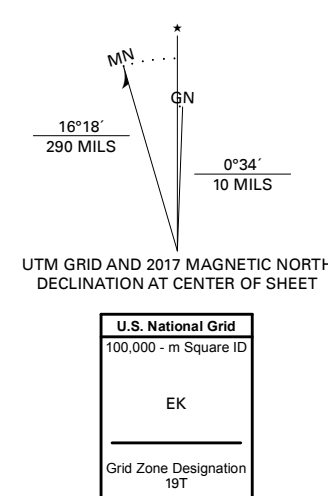 ★
MN
GN
16°18´
290 MILS
0°34´
10 MILS
UTM GRID AND 2017 MAGNETIC NORTH
DECLINATION AT CENTER OF SHEET
U.S. National Grid
100,000 - m Square ID
EK
Grid Zone Designation
19T